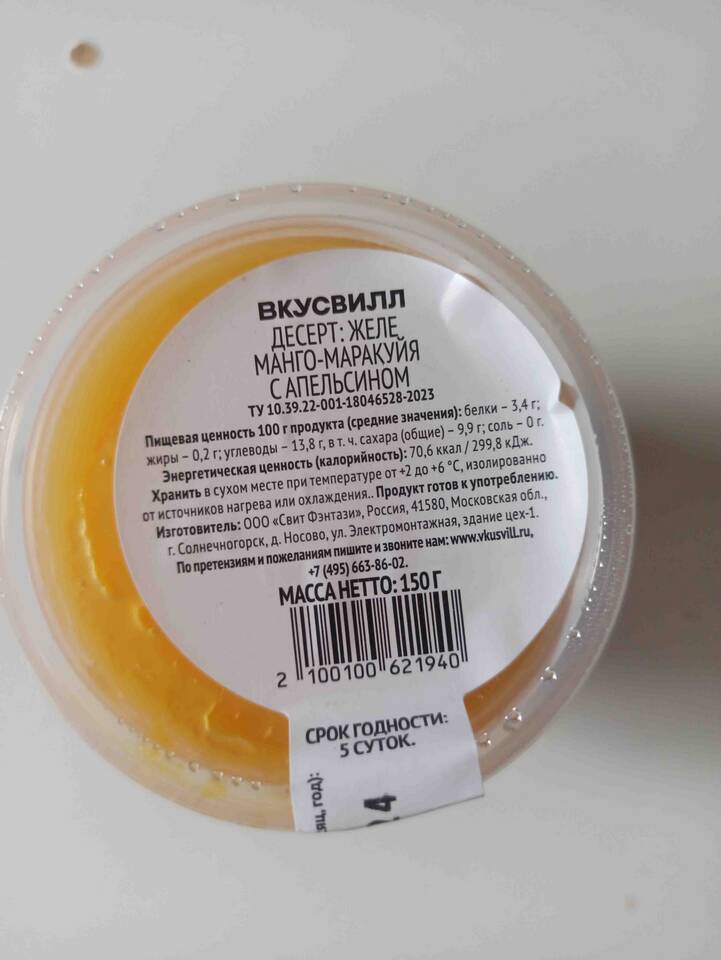 ВКУСВИЛЛ
ДЕСЕРТ: ЖЕЛЕ
МАНГО-МАРАКУЙЯ
С АПЕЛЬСИНОМ
ТУ 10.39.22-001-18046528-2023
Пищевая ценность 100 г продукта (средние значения): белки – 3,4 г;
жиры – 0,2 г; углеводы – 13,8 г, в т. ч. сахара (общие) – 9,9 г; соль – 0 г.
Энергетическая ценность (калорийность): 70,6 ккал / 299,8 кДж.
Хранить в сухом месте при температуре от +2 до +6 °С, изолированно
от источников нагрева или охлаждения.. Продукт готов к употреблению.
Изготовитель: ООО «Свит Фэнтази», Россия, 41580, Московская обл.,
г. Солнечногорск, д. Носово, ул. Электромонтажная, здание цех-1.
По претензиям и пожеланиям пишите и звоните нам: www.vkusvill.ru,
+7 (495) 663-86-02.
МАССА НЕТТО: 150 Г
2 100100 621940
СРОК ГОДНОСТИ:
5 СУТОК.
год):
24